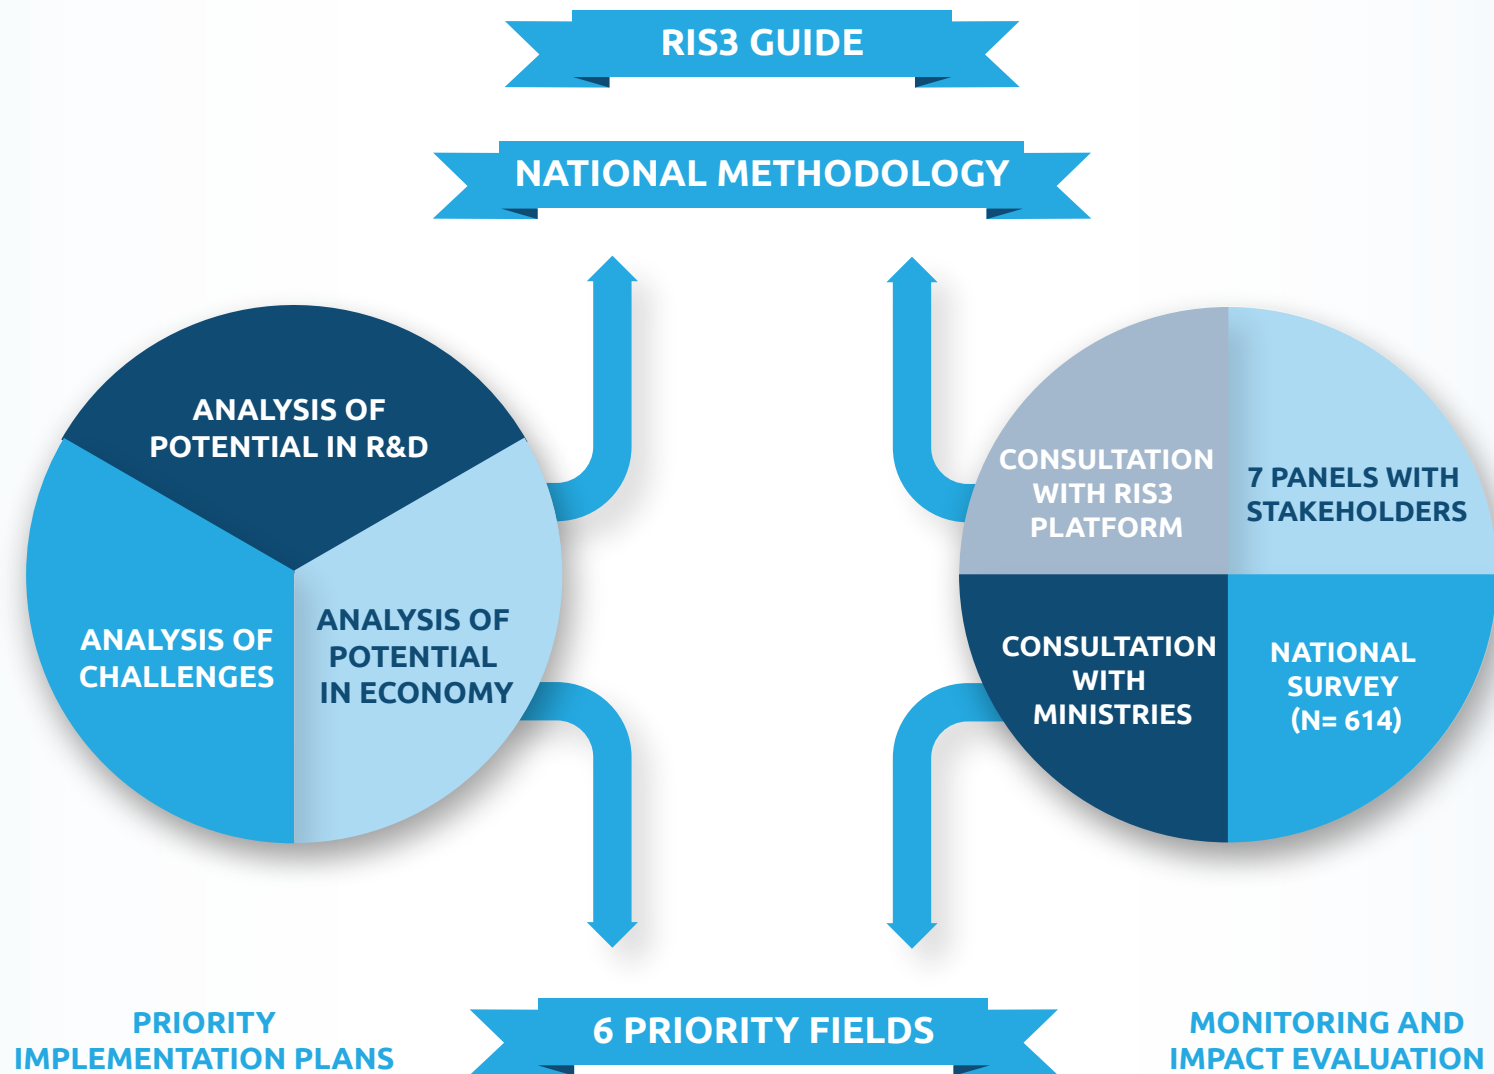 RIS3 GUIDE
NATIONAL METHODOLOGY
ANALYSIS OF
POTENTIAL IN R&D
ANALYSIS OF
CHALLENGES
ANALYSIS OF
POTENTIAL
IN ECONOMY
CONSULTATION
WITH RIS3
PLATFORM
7 PANELS WITH
STAKEHOLDERS
CONSULTATION
WITH
MINISTRIES
NATIONAL
SURVEY
(N= 614)
PRIORITY
IMPLEMENTATION PLANS
6 PRIORITY FIELDS
MONITORING AND
IMPACT EVALUATION